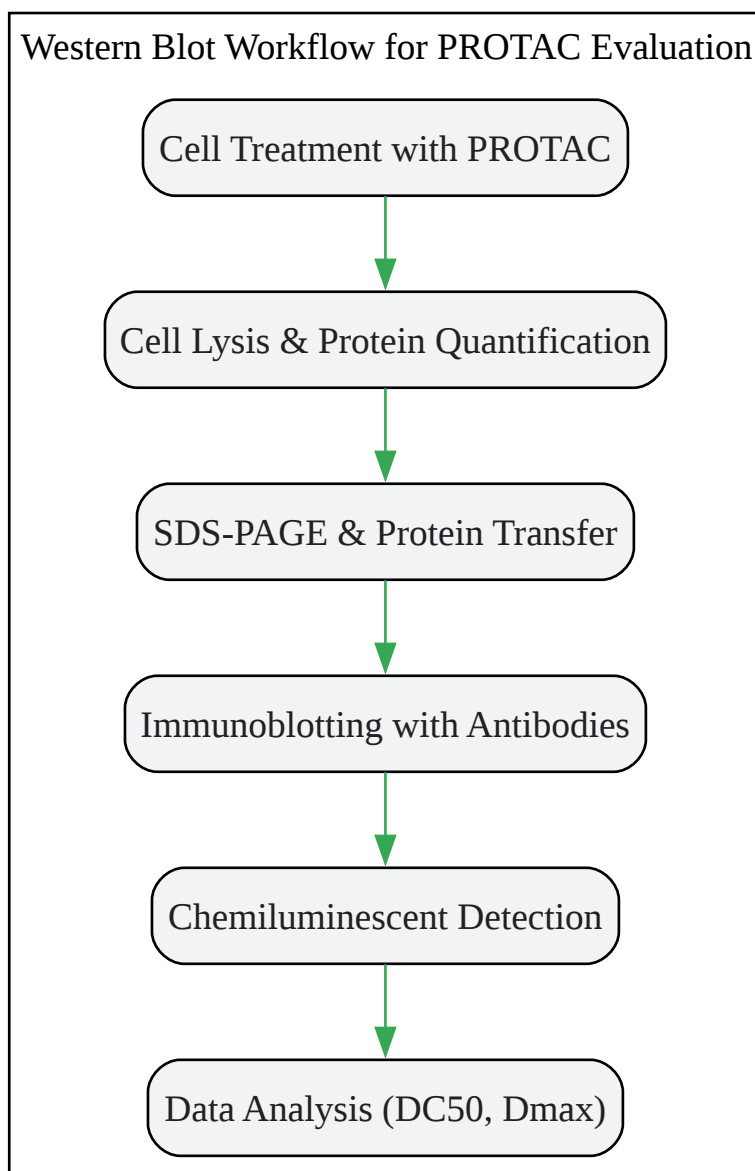 Western Blot Workflow for PROTAC Evaluation
Cell Treatment with PROTAC
Cell Lysis & Protein Quantification
SDS-PAGE & Protein Transfer
Immunoblotting with Antibodies
Chemiluminescent Detection
Data Analysis (DC50, Dmax)